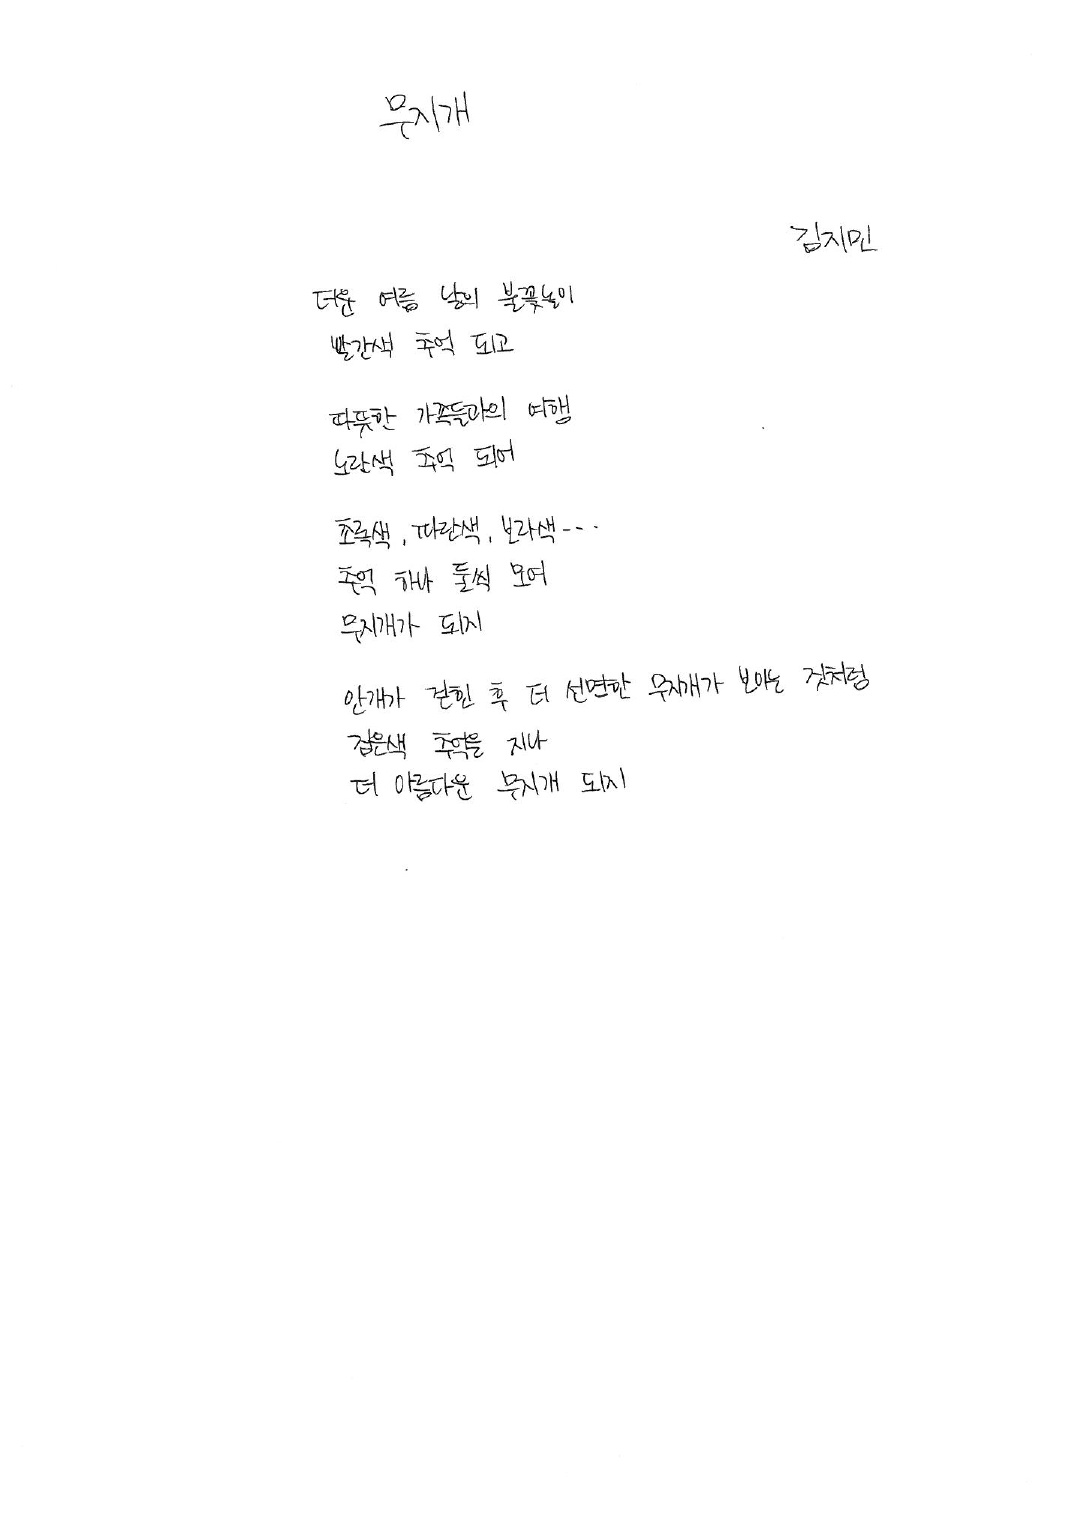 무지개
김지민
더운 여름 날의 불꽃놀이
빨간색 추억 되고
따뜻한 가족들과의 여행
노란색 추억 되어
초록색, 파란색, 보라색---
추억 하나 둘씩 모여
무지개가 되지
안개가 걷힌 후 더 선명한 무지개가 보이는 것처럼
검은색 추억을 지나
더 아름다운 무지개 되지